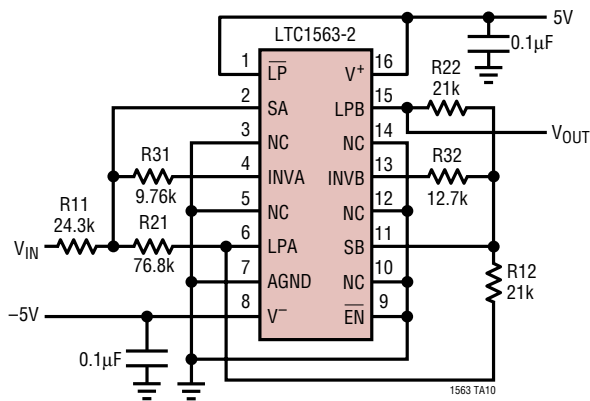 LTC1563-2
5V
0.1μF
1 LP 16 V+
2 SA 15 LPB
3 NC 14 NC
4 INVA 13 INVB
5 NC 12 NC
6 LPA 11 SB
7 AGND 10 NC
8 V– 9 EN
R22
21k
VOUT
R31
9.76k
R32
12.7k
R11
24.3k
R21
76.8k
VIN
R12
21k
–5V
0.1μF
1563 TA10